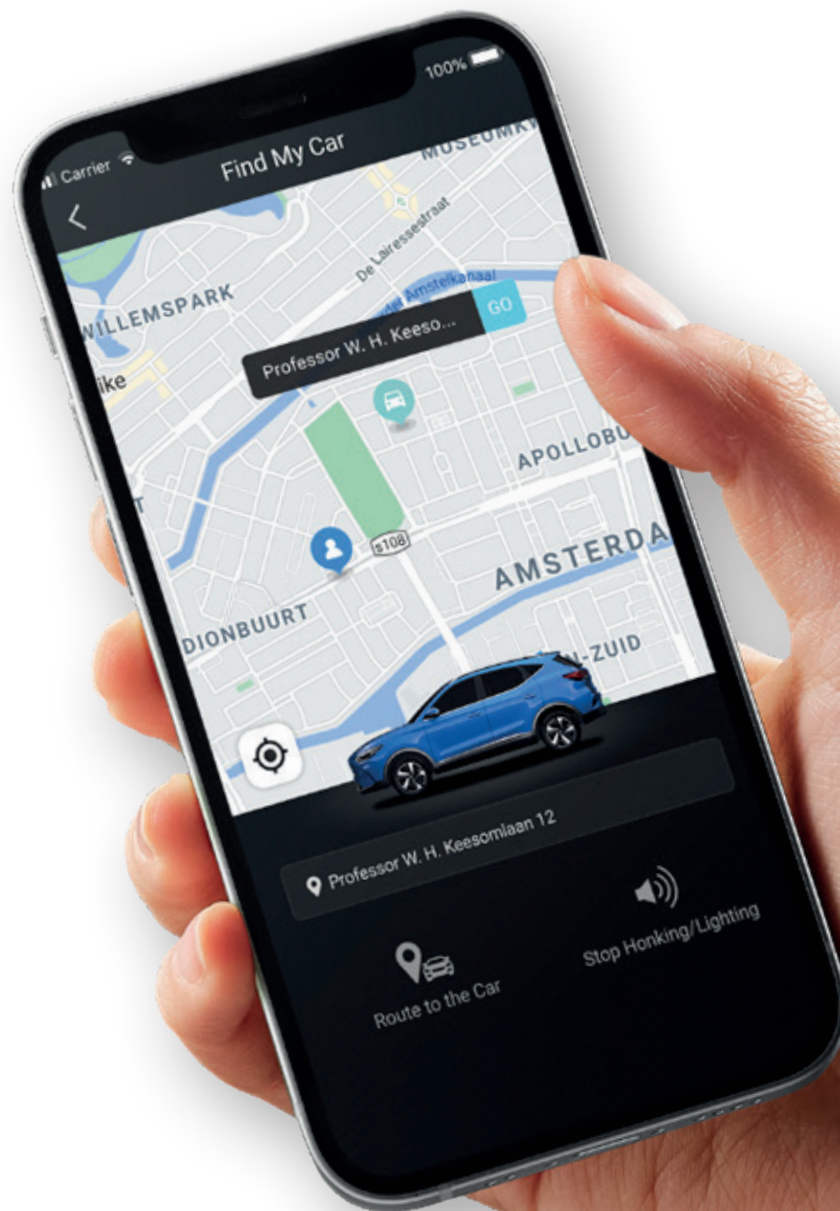 Carrier
100%
Find My Car
MUSEUMK
De Lairessestraat
WILLEMSPARK
Amstelkanaal
Professor W. H. Keeso...
GO
ike
APOLLOBU
T
s108
AMSTERDA
DIONBUURT
N-ZUID
Professor W. H. Keesomlaan 12
Route to the Car
Stop Honking/Lighting